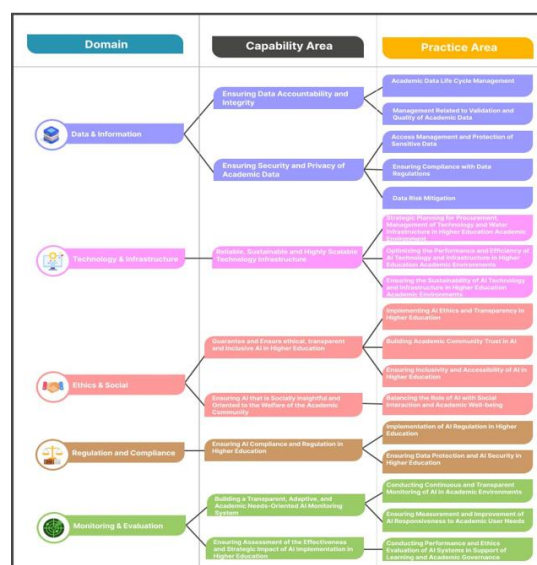 Domain
Capability Area
Practice Area
Data & Information
Ensuring Data Accountability and
Integrity
Academic Data Life Cycle Management
Management Related to Validation and
Quality of Academic Data
Ensuring Security and Privacy of
Academic Data
Access Management and Protection of
Sensitive Data
Ensuring Compliance with Data
Regulations
Data Risk Mitigation
Technology & Infrastructure
Reliable, Sustainable and Highly Scalable
Technology Infrastructure
Strategic Planning for Procurement,
Management of Technology and Water
Infrastructure in Higher Education Academic
Environment
Optimizing the Performance and Efficiency of
AI Technology and Infrastructure in Higher
Education Academic Environments
Ensuring the Sustainability of AI Technology
and Infrastructure in Higher Education
Academic Environments
Ethics & Social
Guarantee and Ensure ethical, transparent
and inclusive AI in Higher Education
Implementing AI Ethics and Transparency in
Higher Education
Building Academic Community Trust in AI
Ensuring Inclusivity and Accessibility of AI in
Higher Education
Ensuring AI that is Socially Insightful and
Oriented to the Welfare of the Academic
Community
Balancing the Role of AI with Social
Interaction and Academic Well-being
Regulation and Compliance
Ensuring AI Compliance and Regulation in
Higher Education
Implementation of AI Regulation in Higher
Education
Ensuring Data Protection and AI Security in
Higher Education
Monitoring & Evaluation
Building a Transparent, Adaptive, and
Academic Needs-Oriented AI Monitoring
System
Conducting Continuous and Transparent
Monitoring of AI in Academic Environments
Ensuring Measurement and Improvement of
AI Responsiveness to Academic User Needs
Ensuring Assessment of the Effectiveness
and Strategic Impact of AI Implementation in
Higher Education
Conducting Performance and Ethics
Evaluation of AI Systems in Support of
Learning and Academic Governance